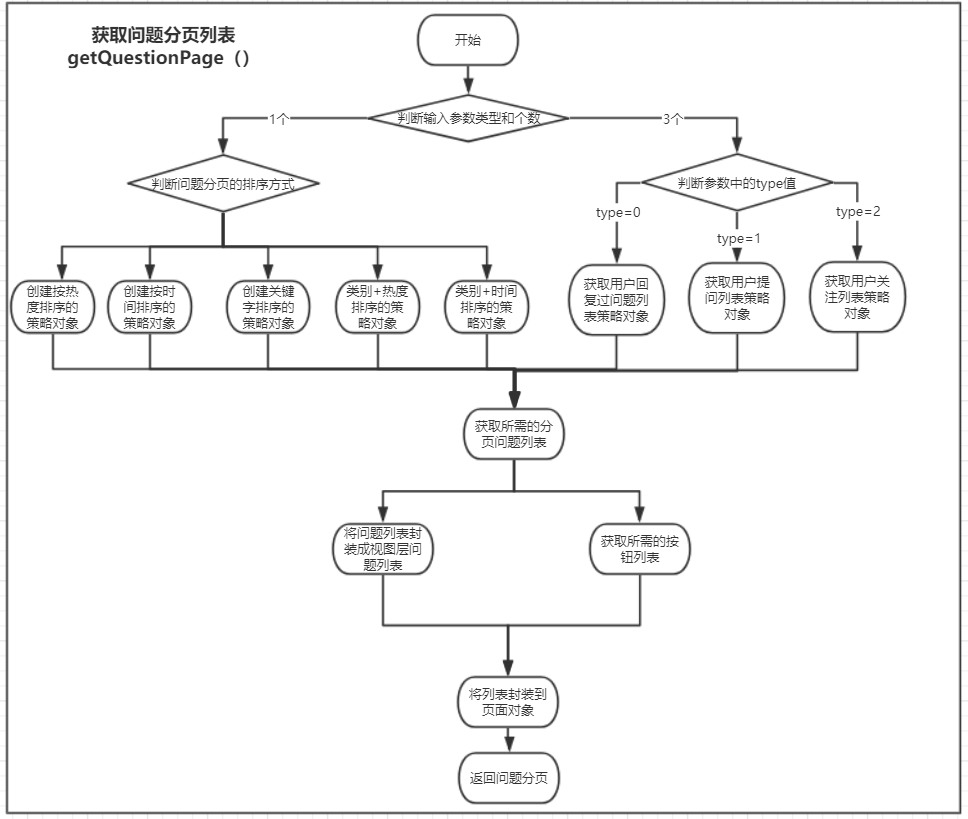 获取问题分页列表
getQuestionPage（）
开始
判断输入参数类型和个数
1个
3个
判断问题分页的排序方式
判断参数中的type值
type=0
type=1
type=2
创建按热
度排序的
策略对象
创建按时
间排序的
策略对象
创建关键
字排序的
策略对象
类别+热度
排序的策
略对象
类别+时间
排序的策
略对象
获取用户回
复过问题列
表策略对象
获取用户提
问列表策略
对象
获取用户关
注列表策略
对象
获取所需的分
页问题列表
将问题列表封
装成视图层问
题列表
获取所需的按
钮列表
将列表封装到
页面对象
返回问题分页